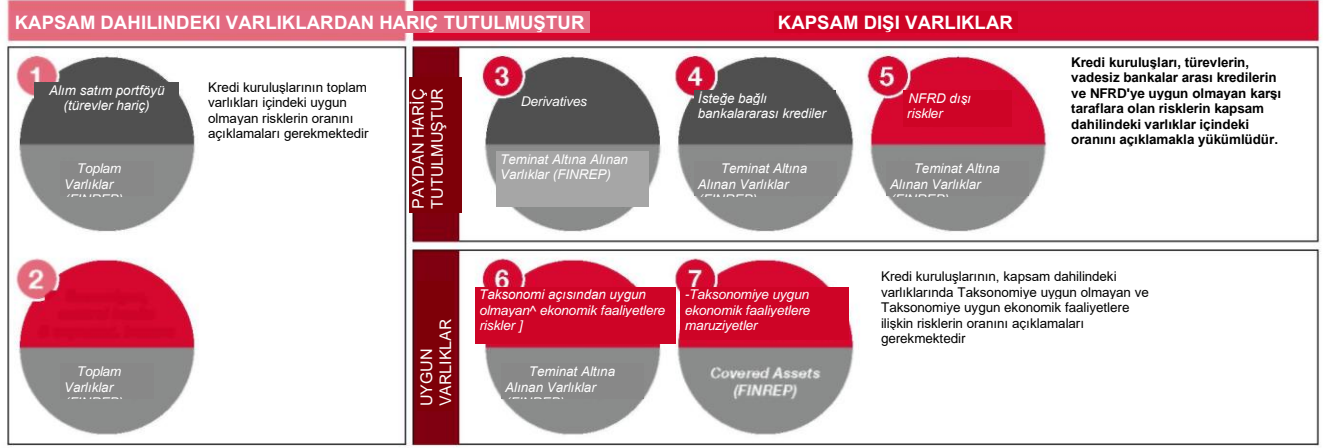 KAPSAM DAHILINDEKI VARLIKLARDAN HARIÇ TUTULMUŞTUR
KAPSAM DIŞI VARLIKLAR
1
Alım satım portföyü
(türevler hariç)
Toplam
Varlıklar
(FINREP)
Kredi kuruluşlarının toplam
varlıkları içindeki uygun
olmayan risklerin oranını
açıklamaları gerekmektedir
2
Toplam
Varlıklar
(FINREP)
PAYDAN HARİÇ
TUTULMUŞTUR
3
Derivatives
Teminat Altına Alınan
Varlıklar (FINREP)
4
İsteğe bağlı
bankalararası krediler
Teminat Altına
Alınan Varlıklar
(FINREP)
5
NFRD dışı
riskler
Teminat Altına
Alınan Varlıklar
(FINREP)
Kredi kuruluşları, türevlerin,
vadesiz bankalar arası kredilerin
ve NFRD'ye uygun olmayan karşı
taraflara olan risklerin kapsam
dahilindeki varlıklar içindeki
oranını açıklamakla yükümlüdür.
UYGUN
VARLIKLAR
6
Taksonomi açısından uygun
olmayan^ ekonomik faaliyetlere
riskler ]
Teminat Altına
Alınan Varlıklar
(FINREP)
7
-Taksonomiye uygun
ekonomik faaliyetlere
maruziyetler
Covered Assets
(FINREP)
Kredi kuruluşlarının, kapsam dahilindeki
varlıklarında Taksonomiye uygun olmayan ve
Taksonomiye uygun ekonomik faaliyetlere
ilişkin risklerin oranını açıklamaları
gerekmektedir